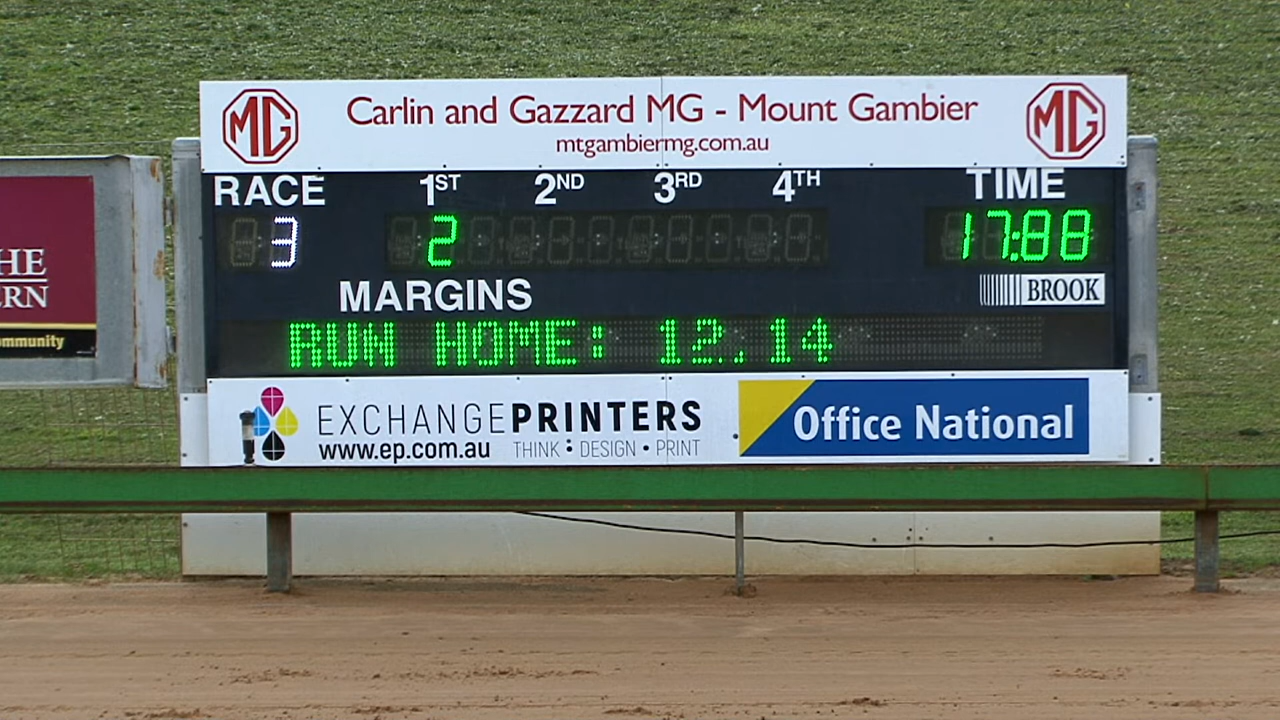 MG Carlin and Gazzard MG - Mount Gambier MG
mtgambiermg.com.au
RACE 1ST 2ND 3RD 4TH TIME
3 2 17:88
BROOK
MARGINS
RUN HOME: 12.14
EXCHANGEPRINTERS
www.ep.com.au THINK : DESIGN • PRINT
Office National
HE
RN
mmunity